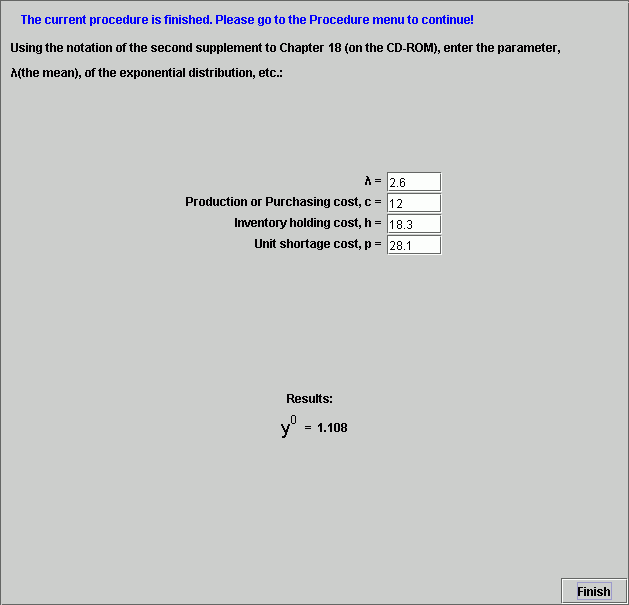 The current procedure is finished. Please go to the Procedure menu to continue!
Using the notation of the second supplement to Chapter 18 (on the CD-ROM), enter the parameter,
λ(the mean), of the exponential distribution, etc.:
λ = 2.6
Production or Purchasing cost, c = 12
Inventory holding cost, h = 18.3
Unit shortage cost, p = 28.1
Results:
y⁰ = 1.108
Finish